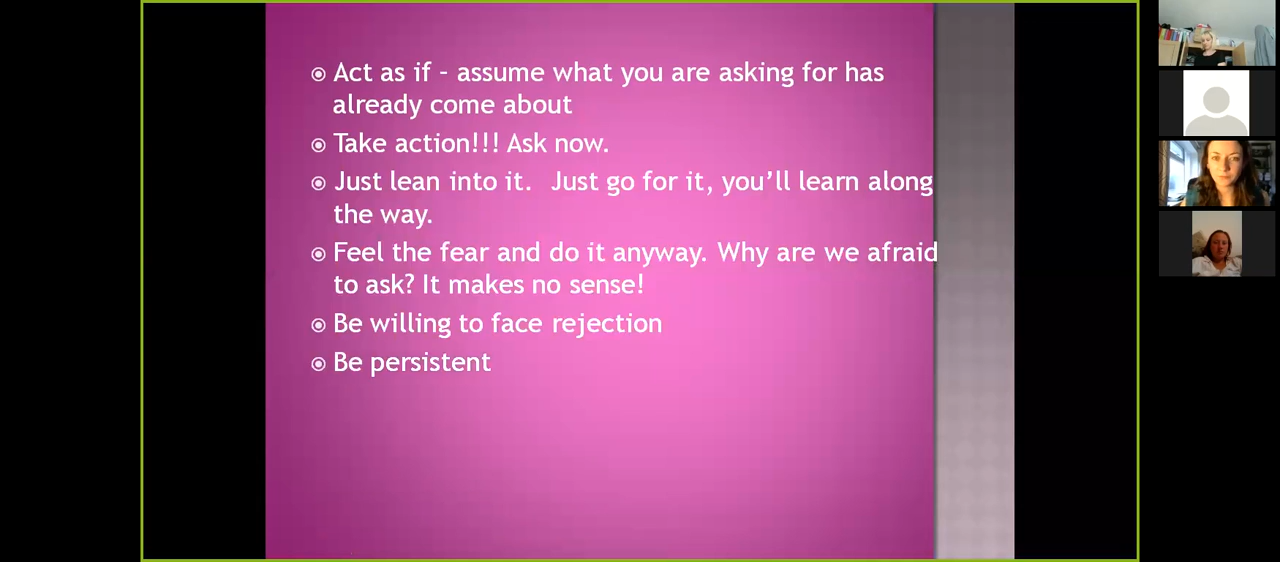 Act as if – assume what you are asking for has
already come about
Take action!!! Ask now.
Just lean into it.  Just go for it, you’ll learn along
the way.
Feel the fear and do it anyway. Why are we afraid
to ask? It makes no sense!
Be willing to face rejection
Be persistent